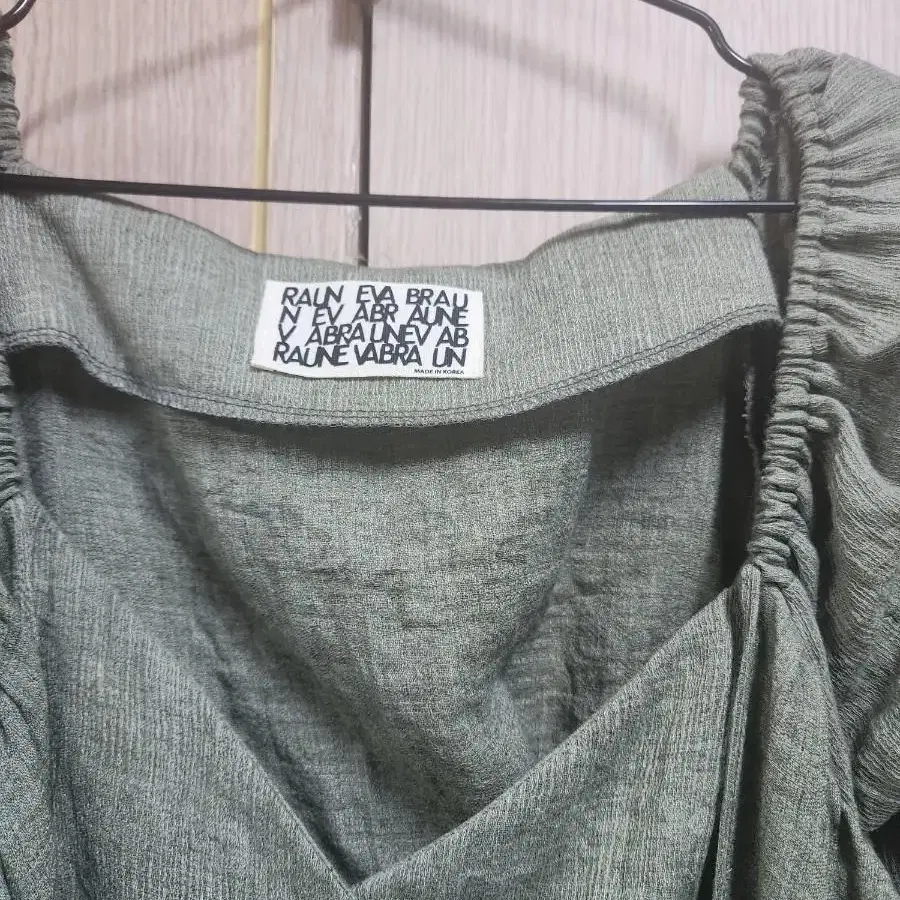 RAUN EVA BRAU
N EV ABR AUNE
V ABRA UNEV AB
RAUNE VABRA UN
MADE IN KOREA